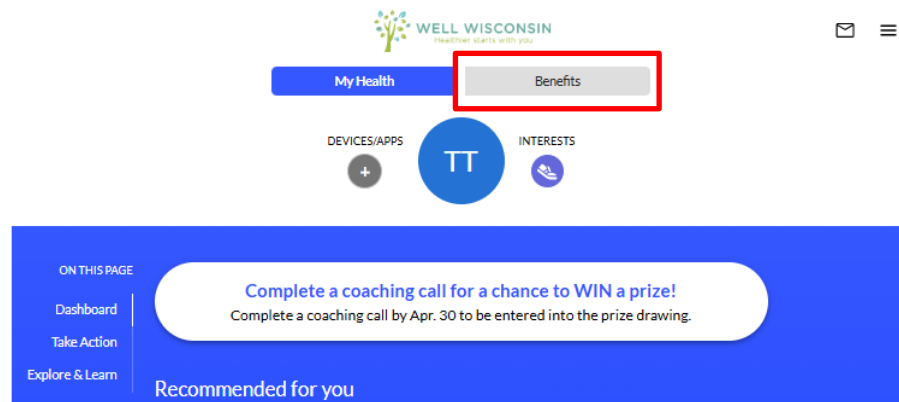 WELL WISCONSIN
Healthier starts with you
My Health
Benefits
DEVICES/APPS
INTERESTS
+
TT
ON THIS PAGE
Dashboard
Take Action
Explore & Learn
Complete a coaching call for a chance to WIN a prize!
Complete a coaching call by Apr. 30 to be entered into the prize drawing.
Recommended for you